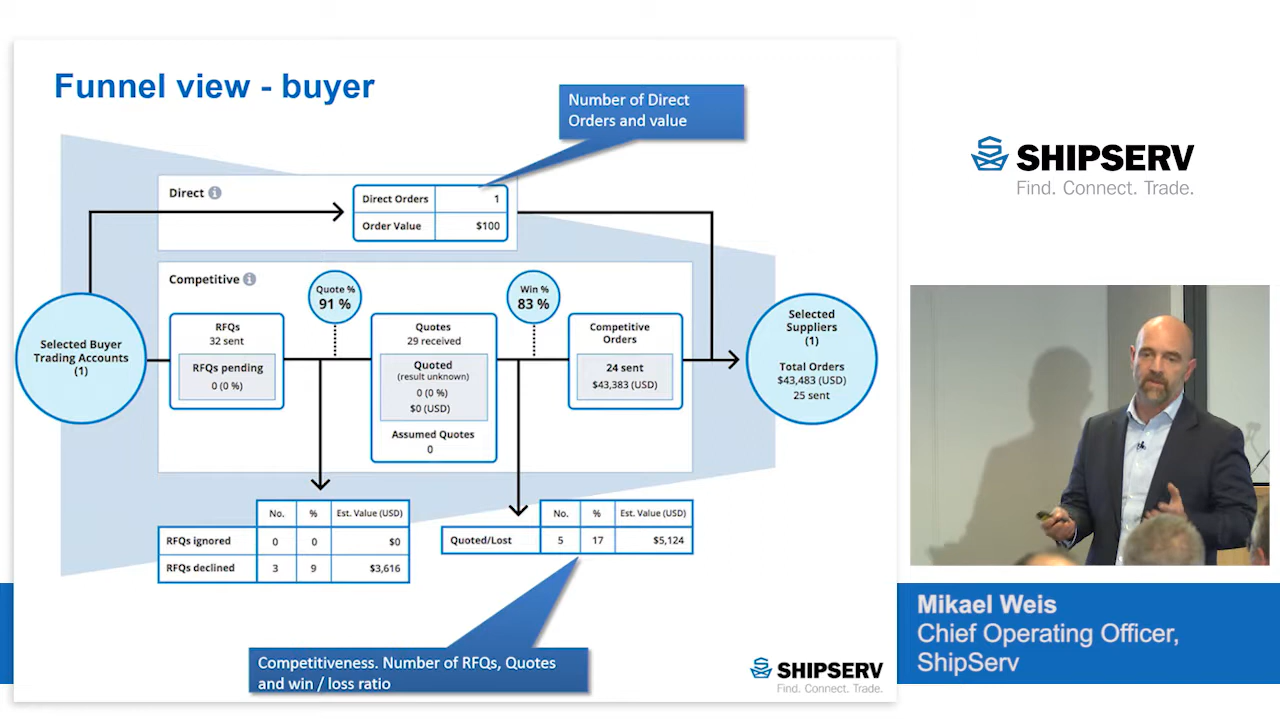 Funnel view - buyer
Number of Direct
Orders and value
SHIPSERV
Find. Connect. Trade.
Direct i
Direct Orders 1
Order Value $100
Competitive i
Quote %
91 %
Win %
83 %
Selected Buyer
Trading Accounts
(1)
RFQs
32 sent
RFQs pending
0 (0 %)
Quotes
29 received
Quoted
(result unknown)
0 (0 %)
$0 (USD)
Assumed Quotes
0
Competitive
Orders
24 sent
$43,383 (USD)
Selected
Suppliers
(1)
Total Orders
$43,483 (USD)
25 sent
No. % Est. Value (USD)
RFQs ignored 0 0 $0
RFQs declined 3 9 $3,616
No. % Est. Value (USD)
Quoted/Lost 5 17 $5,124
Competitiveness. Number of RFQs, Quotes
and win / loss ratio
SHIPSERV
Find. Connect. Trade.
Mikael Weis
Chief Operating Officer,
ShipServ